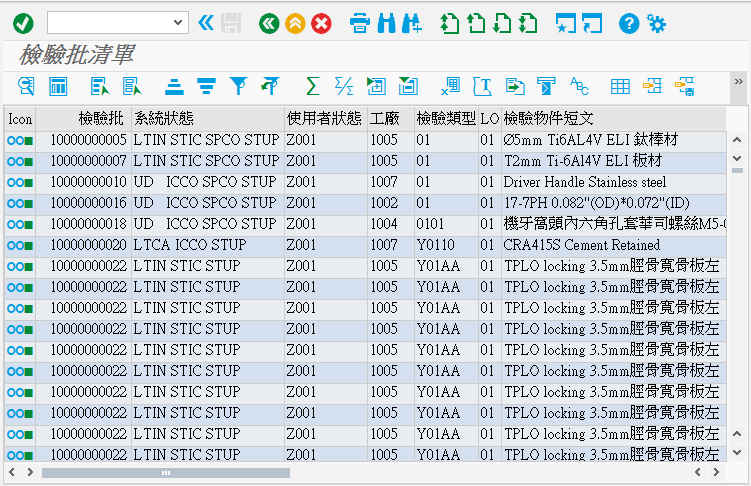 檢驗批清單
Icon 檢驗批 系統狀態 使用者狀態 工廠 檢驗類型 LO 檢驗物件短文
10000000005 LTIN STIC SPCO STUP Z001 1005 01 01 Ø5mm Ti6AL4V ELI 鈦棒材
10000000007 LTIN STIC SPCO STUP Z001 1005 01 01 T2mm Ti-6Al4V ELI 板材
10000000010 UD ICCO SPCO STUP Z001 1007 01 01 Driver Handle Stainless steel
10000000016 UD ICCO SPCO STUP Z001 1002 01 01 17-7PH 0.082"(OD)*0.072"(ID)
10000000018 UD ICCO SPCO STUP Z001 1004 0101 01 機牙窩頭內六角孔套華司螺絲M5-
10000000020 LTCA ICCO STUP Z001 1007 Y0110 01 CRA415S Cement Retained
10000000022 LTIN STIC STUP Z001 1005 Y01AA 01 TPLO locking 3.5mm脛骨寬骨板左
10000000022 LTIN STIC STUP Z001 1005 Y01AA 01 TPLO locking 3.5mm脛骨寬骨板左
10000000022 LTIN STIC STUP Z001 1005 Y01AA 01 TPLO locking 3.5mm脛骨寬骨板左
10000000022 LTIN STIC STUP Z001 1005 Y01AA 01 TPLO locking 3.5mm脛骨寬骨板左
10000000022 LTIN STIC STUP Z001 1005 Y01AA 01 TPLO locking 3.5mm脛骨寬骨板左
10000000022 LTIN STIC STUP Z001 1005 Y01AA 01 TPLO locking 3.5mm脛骨寬骨板左
10000000022 LTIN STIC STUP Z001 1005 Y01AA 01 TPLO locking 3.5mm脛骨寬骨板左
10000000022 LTIN STIC STUP Z001 1005 Y01AA 01 TPLO locking 3.5mm脛骨寬骨板左
10000000022 LTIN STIC STUP Z001 1005 Y01AA 01 TPLO locking 3.5mm脛骨寬骨板左
10000000022 LTIN STIC STUP Z001 1005 Y01AA 01 TPLO locking 3.5mm脛骨寬骨板左